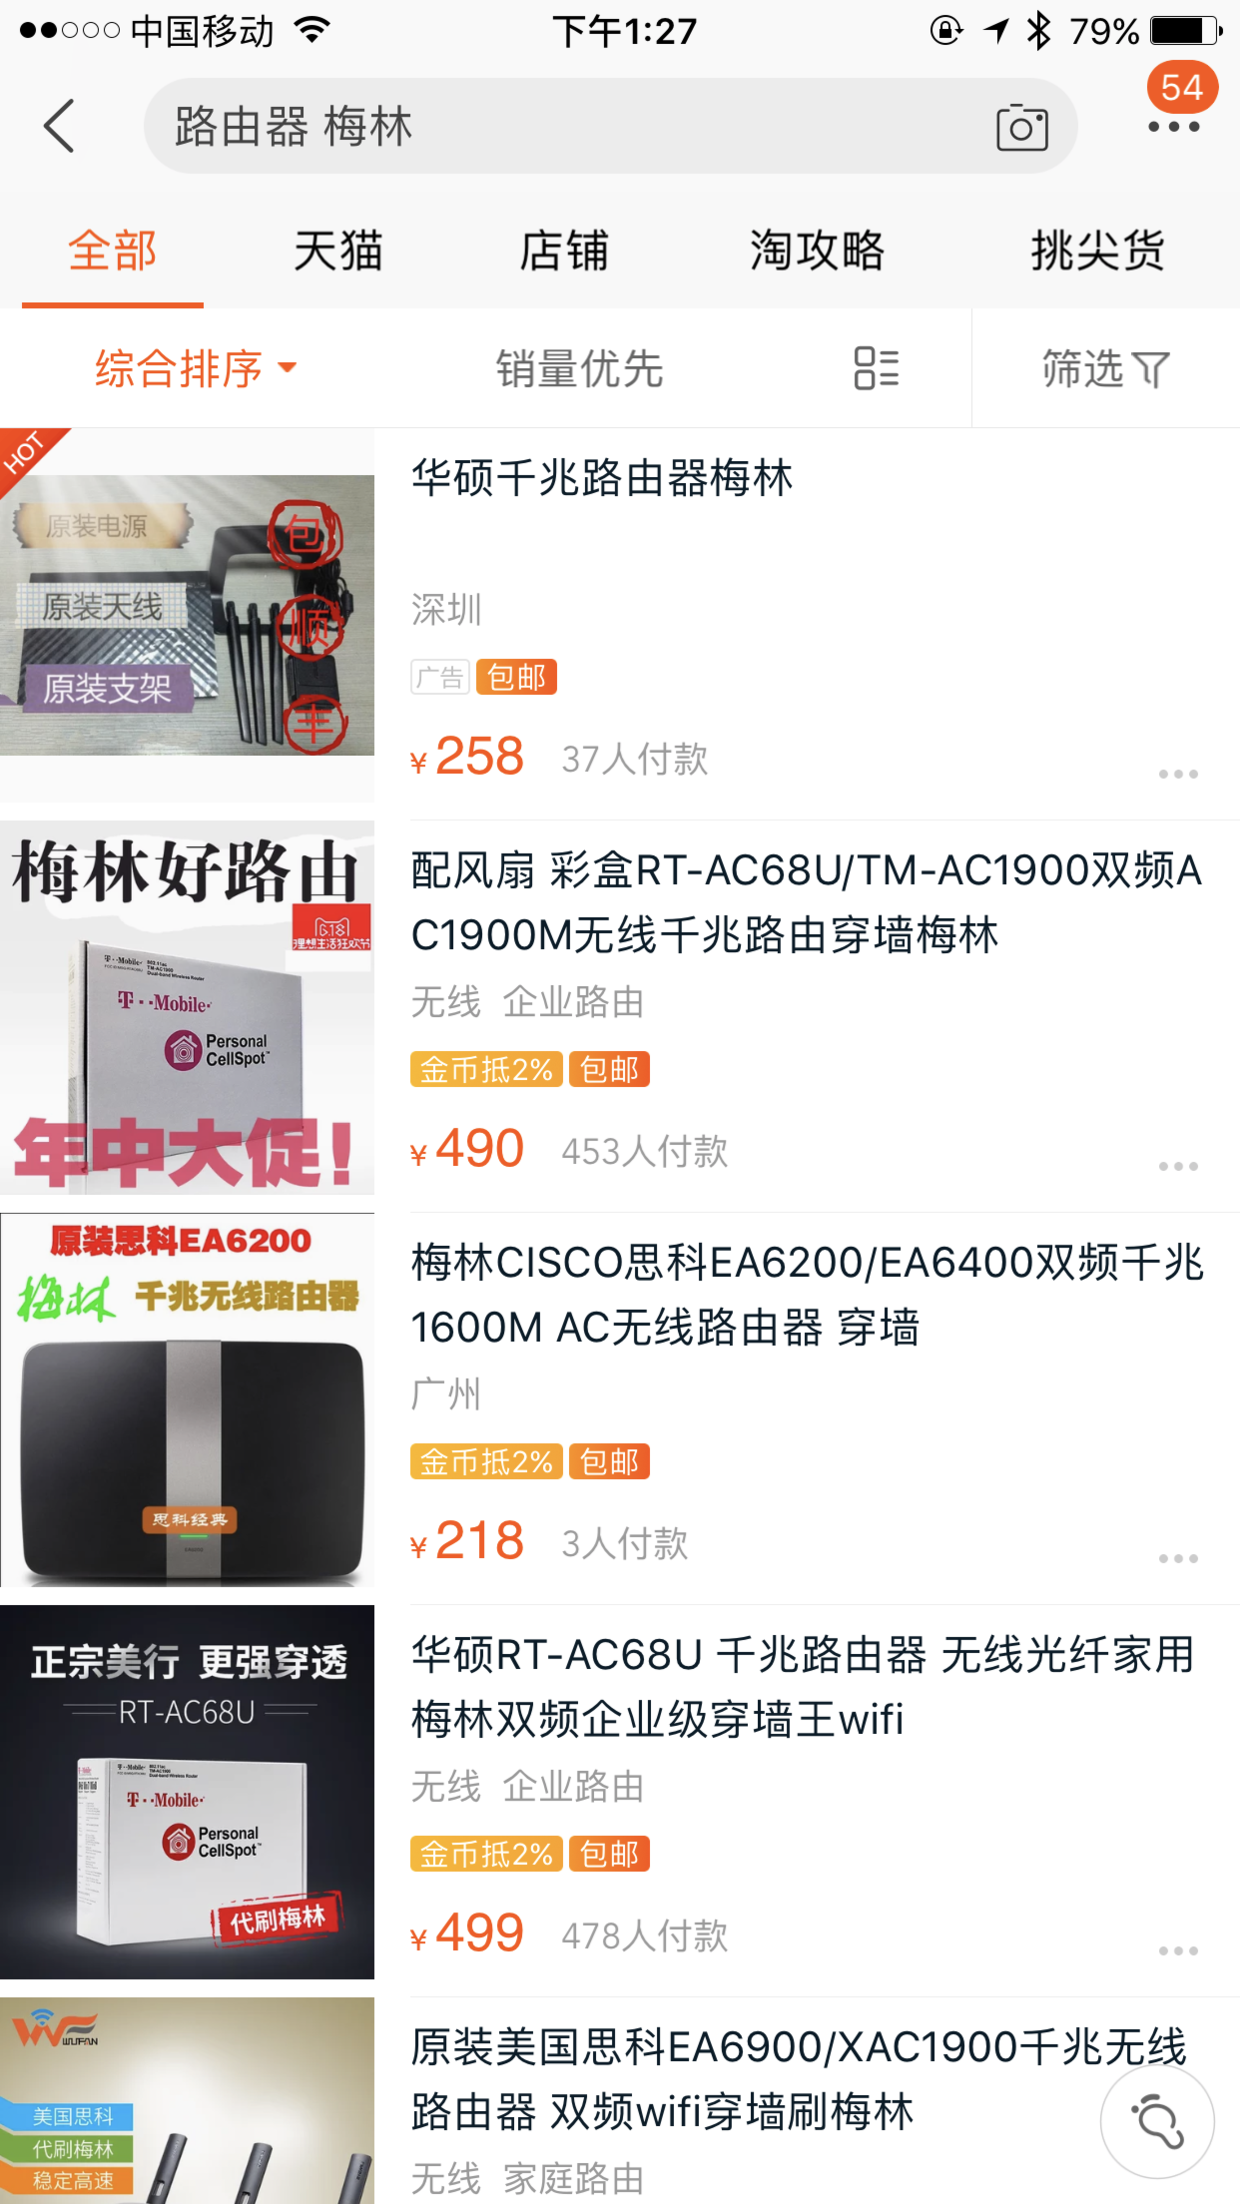 中国移动
下午1:27
79%
54
路由器 梅林
全部
天猫
店铺
淘攻略
挑尖货
综合排序
销量优先
筛选
HOT
原装电源
包
原装天线
顺
原装支架
丰
华硕千兆路由器梅林
深圳
广告 包邮
¥ 258 37人付款
梅林好路由
6.18
理想生活狂欢节
T··Mobile·
Personal
CellSpot
年中大促！
配风扇 彩盒RT-AC68U/TM-AC1900双频A
C1900M无线千兆路由穿墙梅林
无线 企业路由
金币抵2% 包邮
¥ 490 453人付款
原装思科EA6200
梅林 千兆无线路由器
思科经典
梅林CISCO思科EA6200/EA6400双频千兆
1600M AC无线路由器 穿墙
广州
金币抵2% 包邮
¥ 218 3人付款
正宗美行 更强穿透
RT-AC68U
T··Mobile·
Personal
CellSpot
代刷梅林
华硕RT-AC68U 千兆路由器 无线光纤家用
梅林双频企业级穿墙王wifi
无线 企业路由
金币抵2% 包邮
¥ 499 478人付款
WUFAN
美国思科
代刷梅林
稳定高速
原装美国思科EA6900/XAC1900千兆无线
路由器 双频wifi穿墙刷梅林
无线 家庭路由